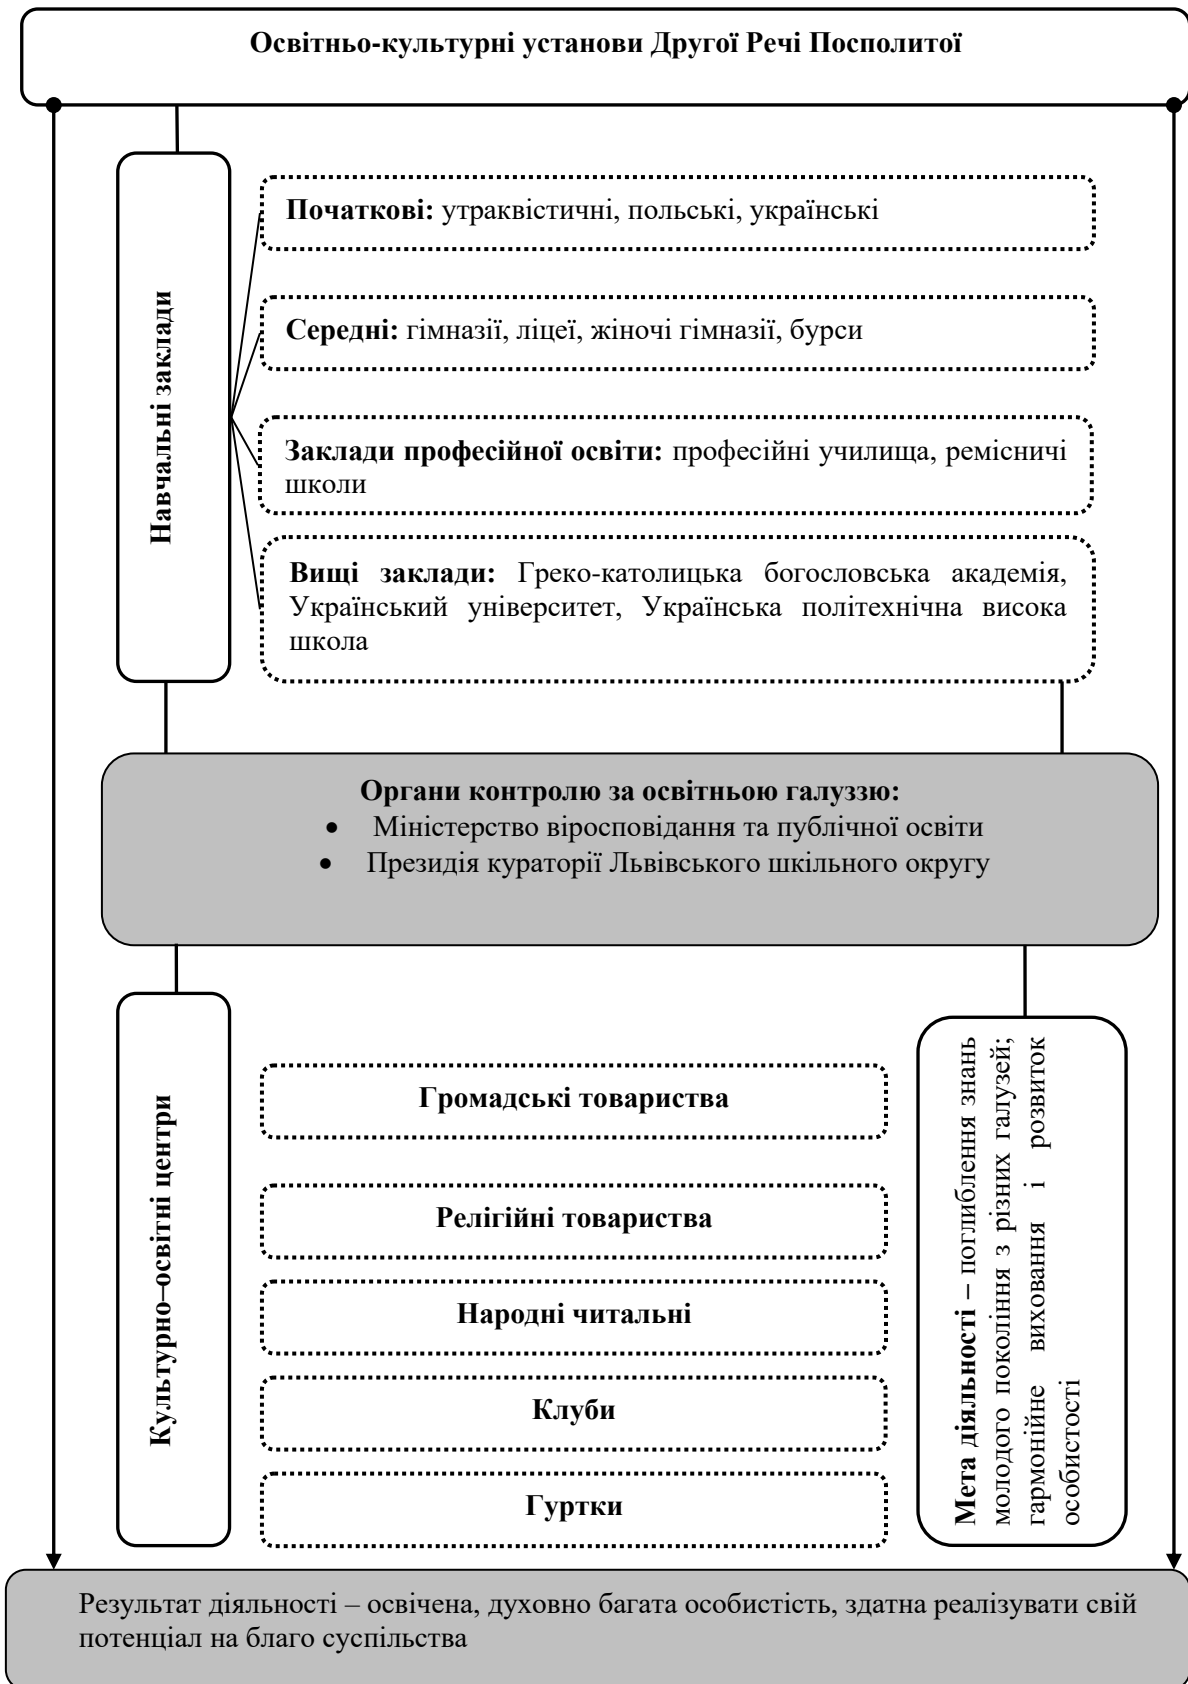 Освітньо-культурні установи Другої Речі Посполитої
Навчальні заклади
Початкові: утраквістичні, польські, українські
Середні: гімназії, ліцеї, жіночі гімназії, бурси
Заклади професійної освіти: професійні училища, ремісничі
школи
Вищі заклади: Греко-католицька богословська академія,
Український університет, Українська політехнічна висока
школа
Органи контролю за освітньою галуззю:
• Міністерство віросповідання та публічної освіти
• Президія кураторії Львівського шкільного округу
Культурно–освітні центри
Громадські товариства
Релігійні товариства
Народні читальні
Клуби
Гуртки
Мета діяльності – поглиблення знань
молодого покоління з різних галузей;
гармонійне виховання і розвиток
особистості
Результат діяльності – освічена, духовно багата особистість, здатна реалізувати свій
потенціал на благо суспільства